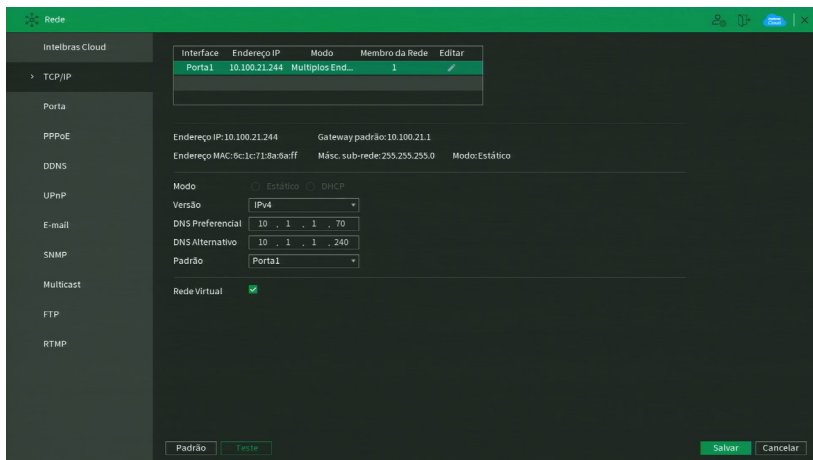 Rede
Intelbras Cloud
TCP/IP
Porta
PPPoE
DDNS
UPnP
E-mail
SNMP
Multicast
FTP
RTMP
Interface Endereço IP Modo Membro da Rede Editar
Porta1 10.100.21.244 Multiplos End... 1
Endereço IP:10.100.21.244 Gateway padrão:10.100.21.1
Endereço MAC:6c:1c:71:8a:6a:ff Másc. sub-rede:255.255.255.0 Modo:Estático
Modo Estático DHCP
Versão IPv4
DNS Preferencial 10 . 1 . 1 . 70
DNS Alternativo 10 . 1 . 1 . 240
Padrão Porta1
Rede Virtual
Padrão Teste Salvar Cancelar